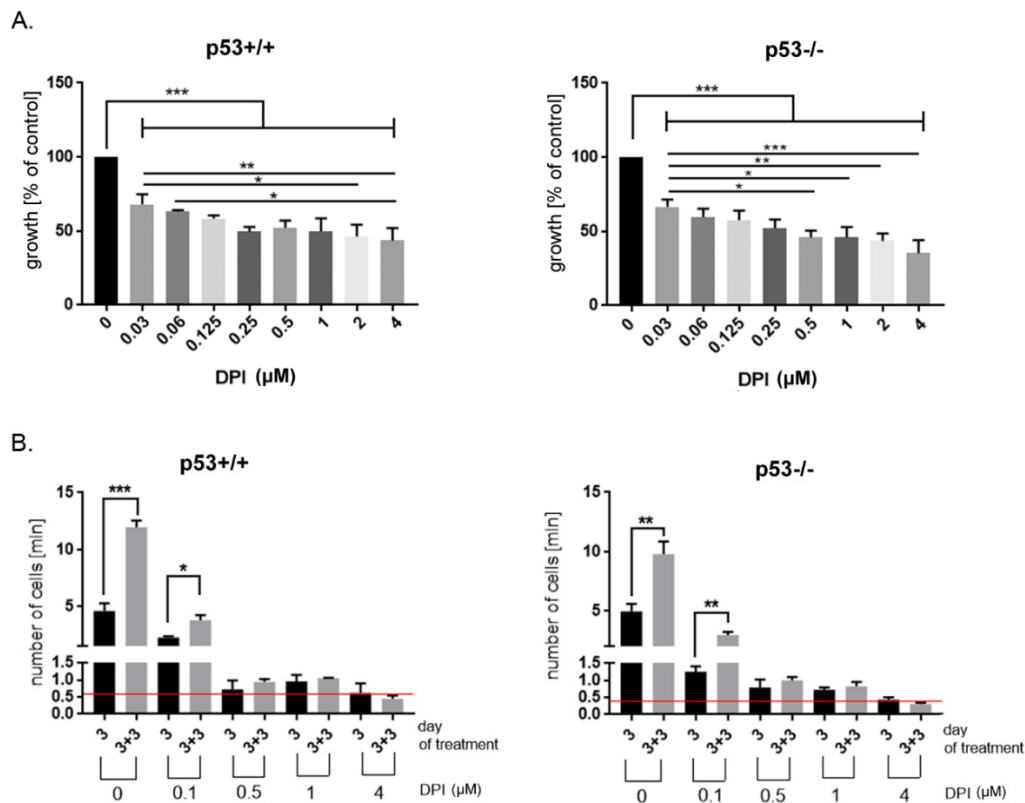 A.
p53+/+
p53-/-
150
100
50
0
growth [% of control]
***
**
*
*
0 0.03 0.06 0.125 0.25 0.5 1 2 4
DPI (µM)
150
100
50
0
growth [% of control]
***
***
**
*
*
0 0.03 0.06 0.125 0.25 0.5 1 2 4
DPI (µM)
B.
p53+/+
p53-/-
15
10
5
1.5
1.0
0.5
0.0
number of cells [mln]
***
*
3 3+3 3 3+3 3 3+3 3 3+3 3 3+3
day
of treatment
0 0.1 0.5 1 4 DPI (µM)
15
10
5
1.5
1.0
0.5
0.0
number of cells [mln]
**
**
3 3+3 3 3+3 3 3+3 3 3+3 3 3+3
day
of treatment
0 0.1 0.5 1 4 DPI (µM)